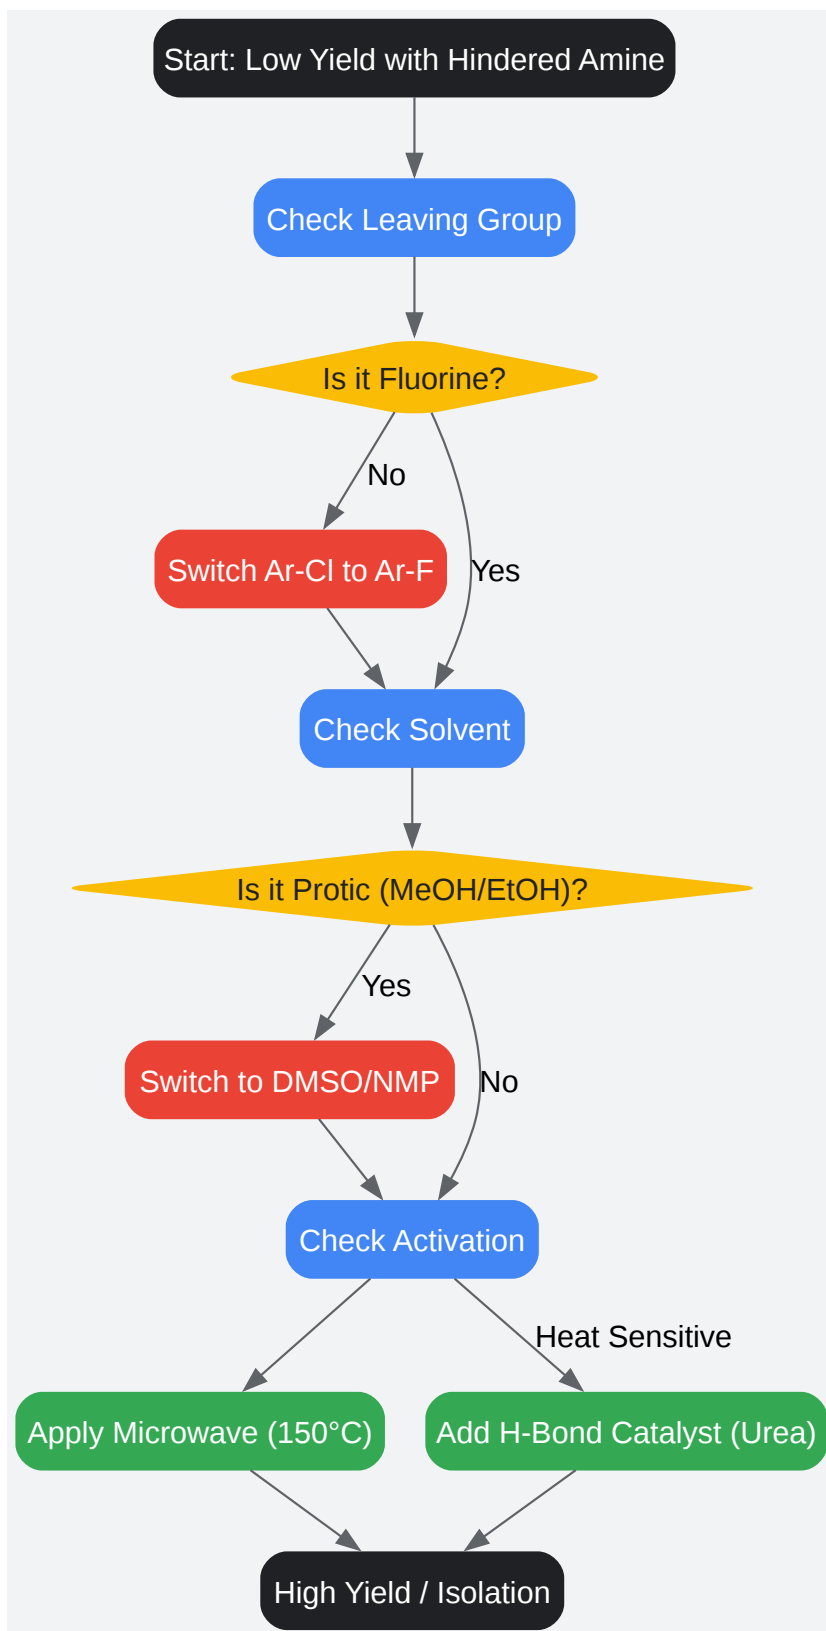 Start: Low Yield with Hindered Amine
Check Leaving Group
Is it Fluorine?
No
Switch Ar-Cl to Ar-F
Yes
Check Solvent
Is it Protic (MeOH/EtOH)?
Yes
Switch to DMSO/NMP
No
Check Activation
Heat Sensitive
Apply Microwave (150°C)
Add H-Bond Catalyst (Urea)
High Yield / Isolation